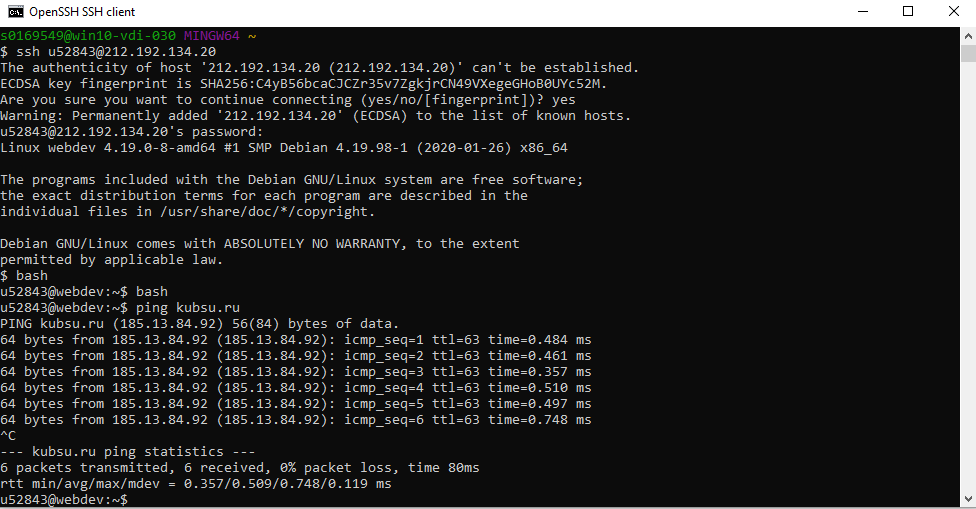 OpenSSH SSH client
s0169549@win10-vdi-030 MINGW64 ~
$ ssh u52843@212.192.134.20
The authenticity of host '212.192.134.20 (212.192.134.20)' can't be established.
ECDSA key fingerprint is SHA256:C4yB56bcaCJCZr35v7ZgkjrCN49VXegeGHoB0UYc52M.
Are you sure you want to continue connecting (yes/no/[fingerprint])? yes
Warning: Permanently added '212.192.134.20' (ECDSA) to the list of known hosts.
u52843@212.192.134.20's password:
Linux webdev 4.19.0-8-amd64 #1 SMP Debian 4.19.98-1 (2020-01-26) x86_64
The programs included with the Debian GNU/Linux system are free software;
the exact distribution terms for each program are described in the
individual files in /usr/share/doc/*/copyright.
Debian GNU/Linux comes with ABSOLUTELY NO WARRANTY, to the extent
permitted by applicable law.
$ bash
u52843@webdev:~$ bash
u52843@webdev:~$ ping kubsu.ru
PING kubsu.ru (185.13.84.92) 56(84) bytes of data.
64 bytes from 185.13.84.92 (185.13.84.92): icmp_seq=1 ttl=63 time=0.484 ms
64 bytes from 185.13.84.92 (185.13.84.92): icmp_seq=2 ttl=63 time=0.461 ms
64 bytes from 185.13.84.92 (185.13.84.92): icmp_seq=3 ttl=63 time=0.357 ms
64 bytes from 185.13.84.92 (185.13.84.92): icmp_seq=4 ttl=63 time=0.510 ms
64 bytes from 185.13.84.92 (185.13.84.92): icmp_seq=5 ttl=63 time=0.497 ms
64 bytes from 185.13.84.92 (185.13.84.92): icmp_seq=6 ttl=63 time=0.748 ms
^C
--- kubsu.ru ping statistics ---
6 packets transmitted, 6 received, 0% packet loss, time 80ms
rtt min/avg/max/mdev = 0.357/0.509/0.748/0.119 ms
u52843@webdev:~$